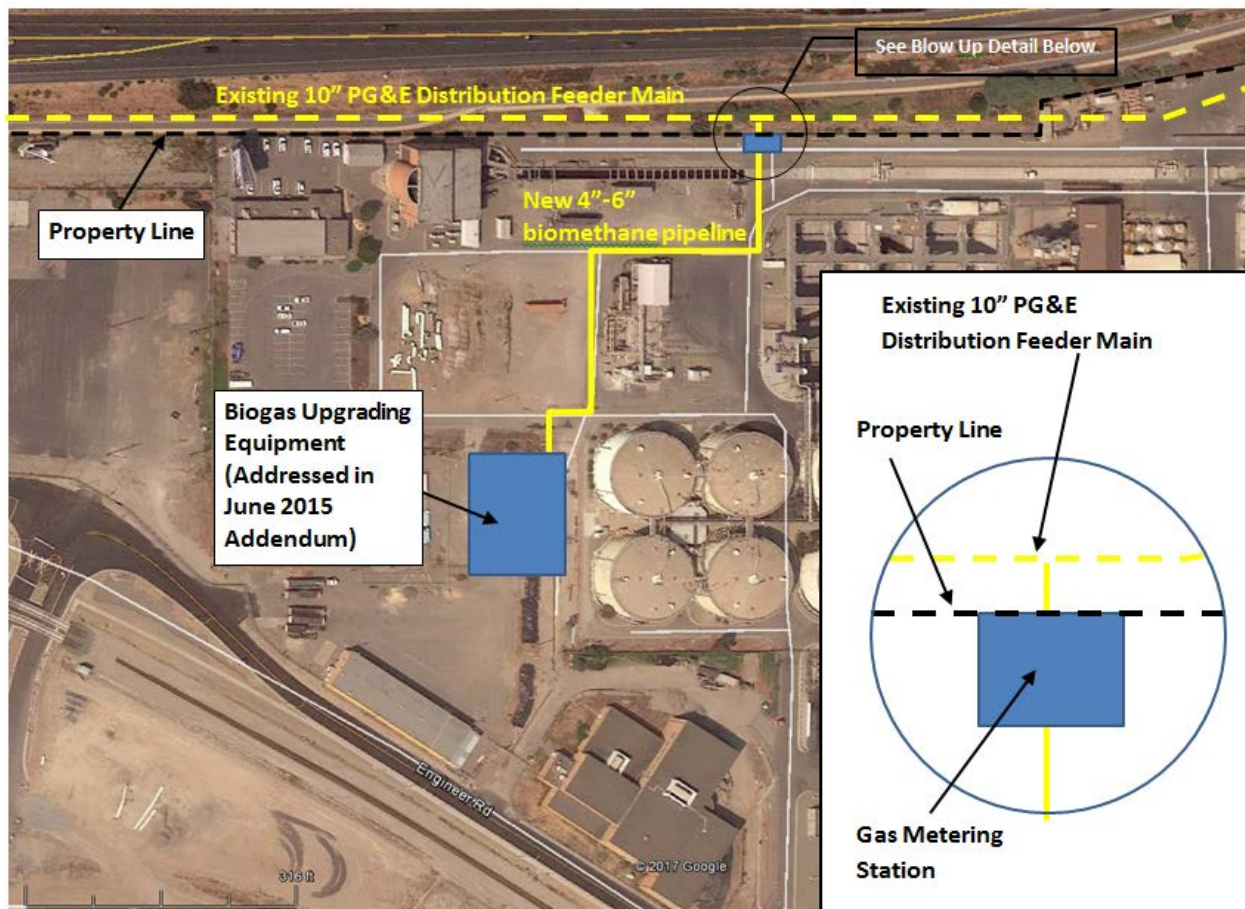 See Blow Up Detail Below
Existing 10” PG&E Distribution Feeder Main
Property Line
New 4”-6”
biomethane pipeline
Biogas Upgrading
Equipment
(Addressed in
June 2015
Addendum)
Existing 10” PG&E
Distribution Feeder Main
Property Line
Gas Metering
Station
Engineer Rd
© 2017 Google
316 ft